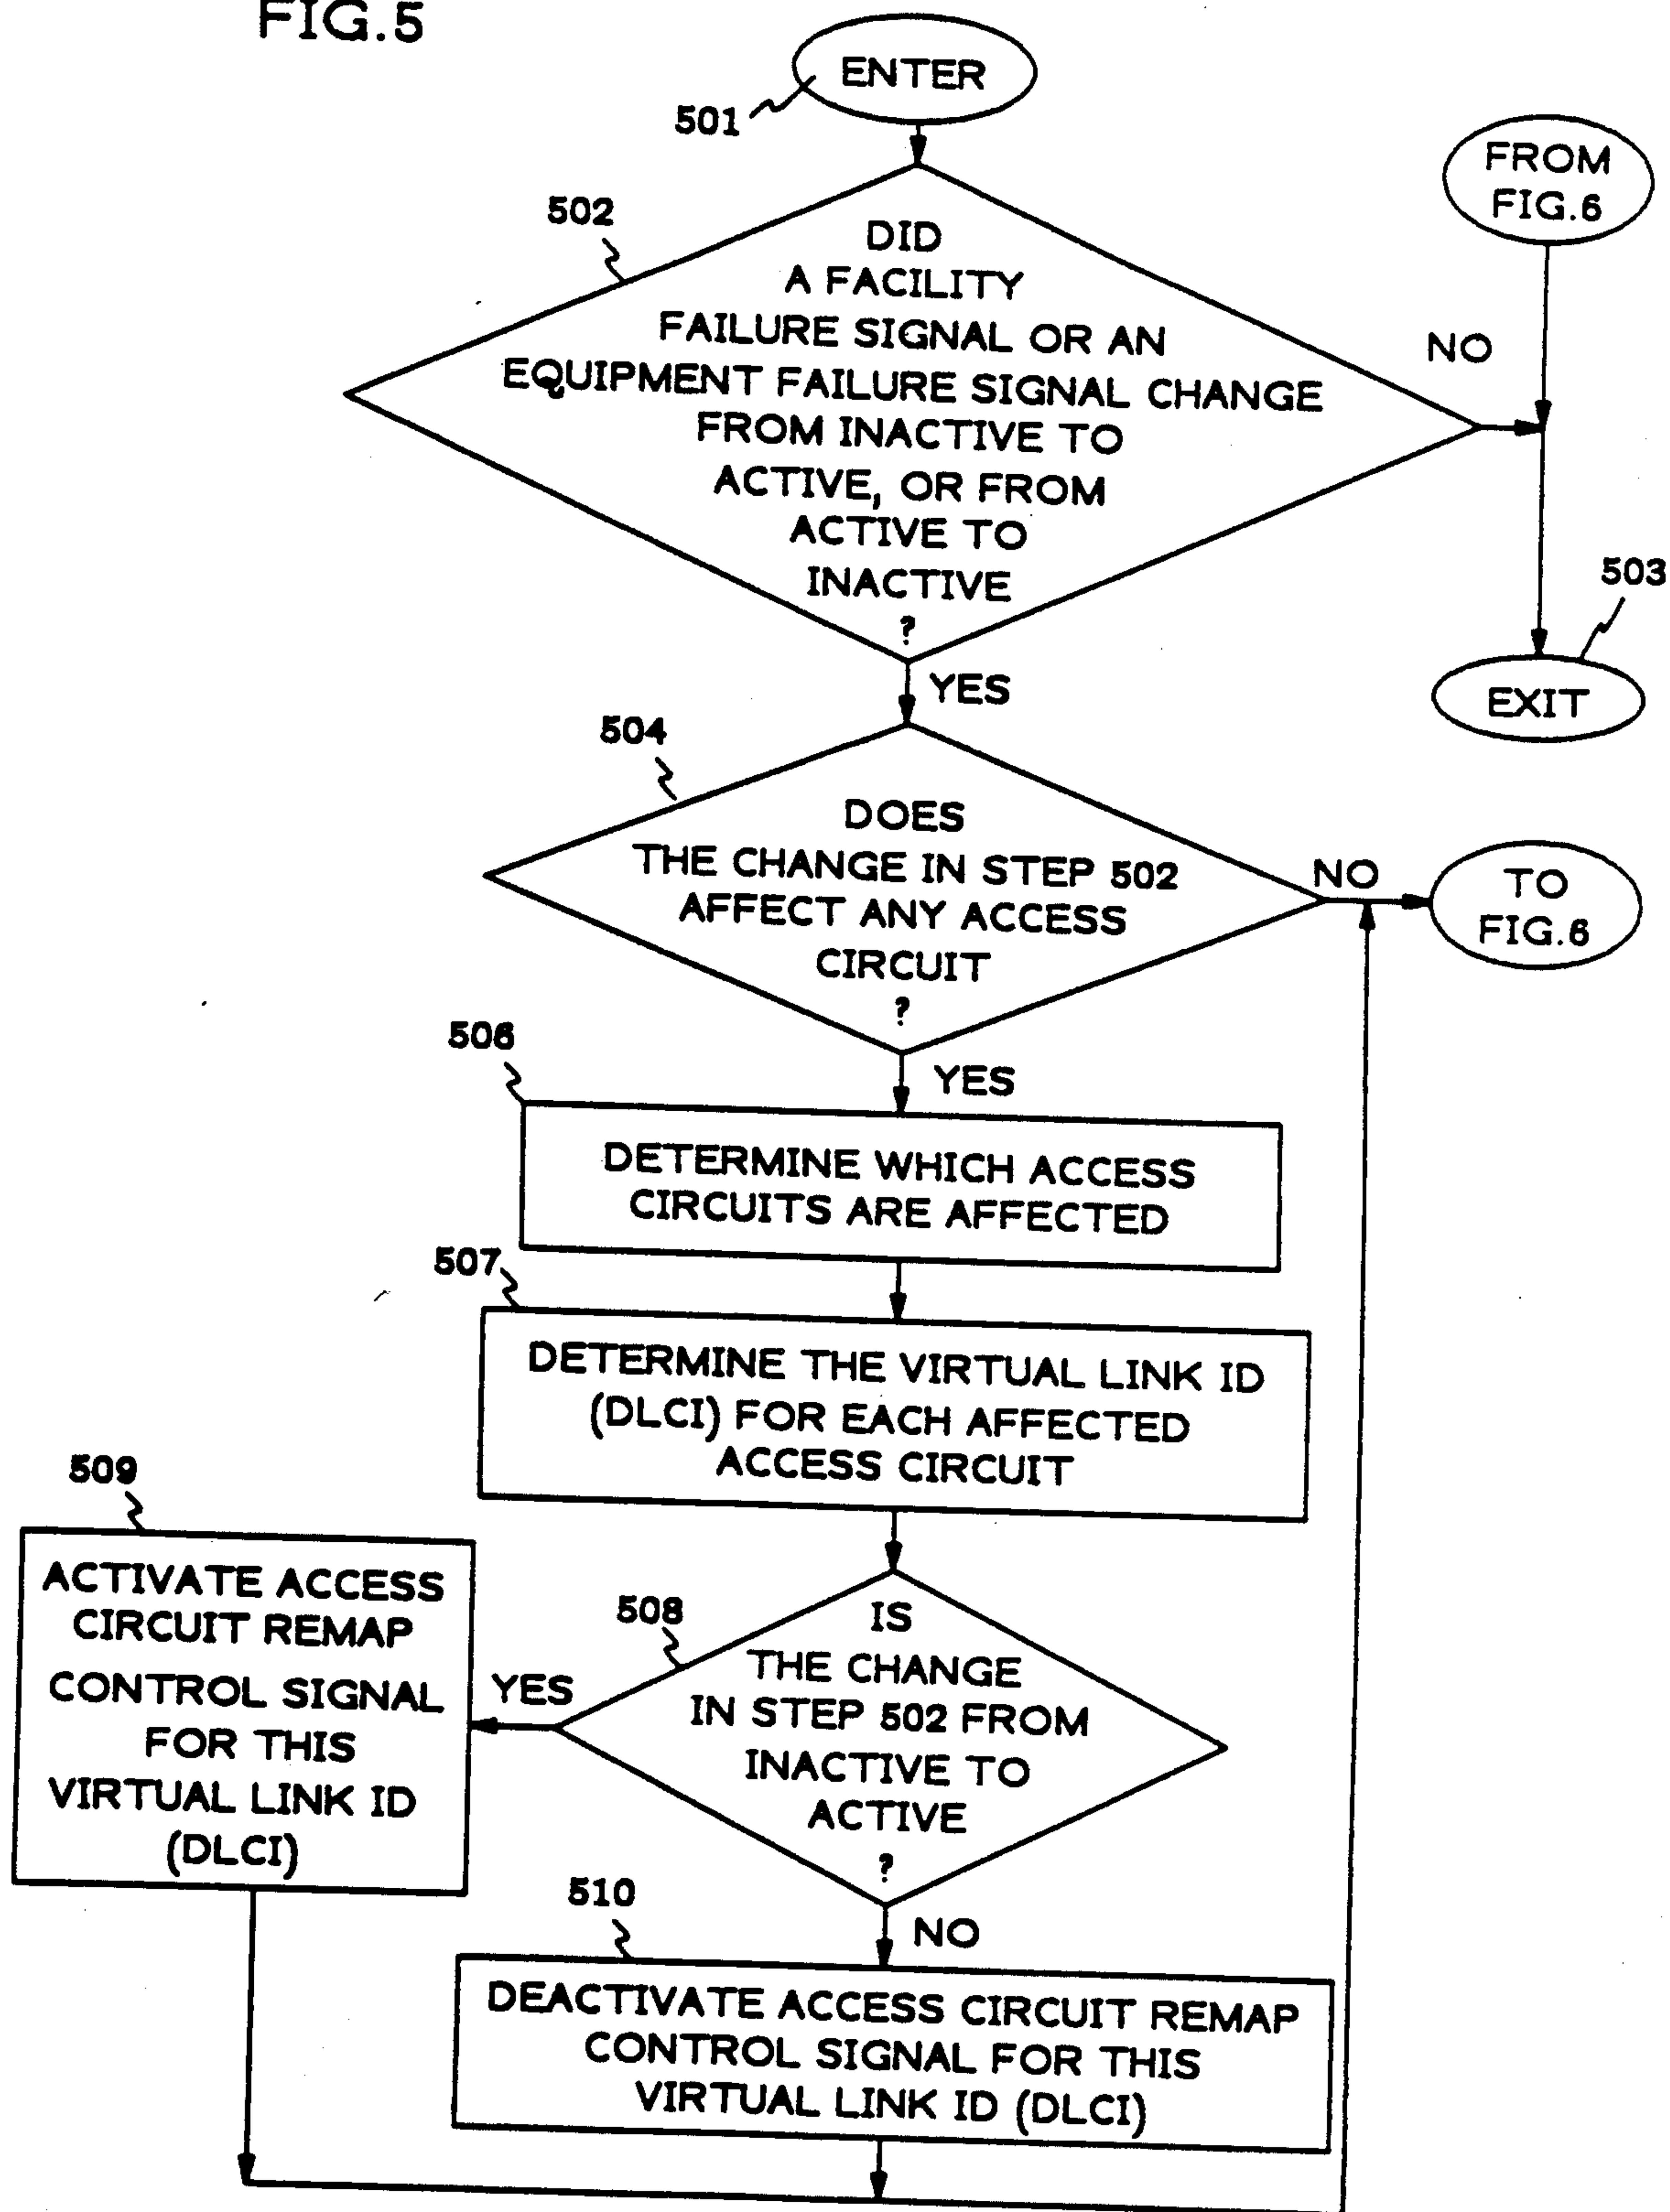 FIG.5
ENTER
501
FROM
FIG.6
502
DID
A FACILITY
FAILURE SIGNAL OR AN
EQUIPMENT FAILURE SIGNAL CHANGE
FROM INACTIVE TO
ACTIVE, OR FROM
ACTIVE TO
INACTIVE
?
NO
503
EXIT
YES
504
DOES
THE CHANGE IN STEP 502
AFFECT ANY ACCESS
CIRCUIT
?
NO
TO
FIG.6
YES
506
DETERMINE WHICH ACCESS
CIRCUITS ARE AFFECTED
507
DETERMINE THE VIRTUAL LINK ID
(DLCI) FOR EACH AFFECTED
ACCESS CIRCUIT
509
ACTIVATE ACCESS
CIRCUIT REMAP
CONTROL SIGNAL
FOR THIS
VIRTUAL LINK ID
(DLCI)
508
IS
THE CHANGE
IN STEP 502 FROM
INACTIVE TO
ACTIVE
?
YES
NO
510
DEACTIVATE ACCESS CIRCUIT REMAP
CONTROL SIGNAL FOR THIS
VIRTUAL LINK ID (DLCI)